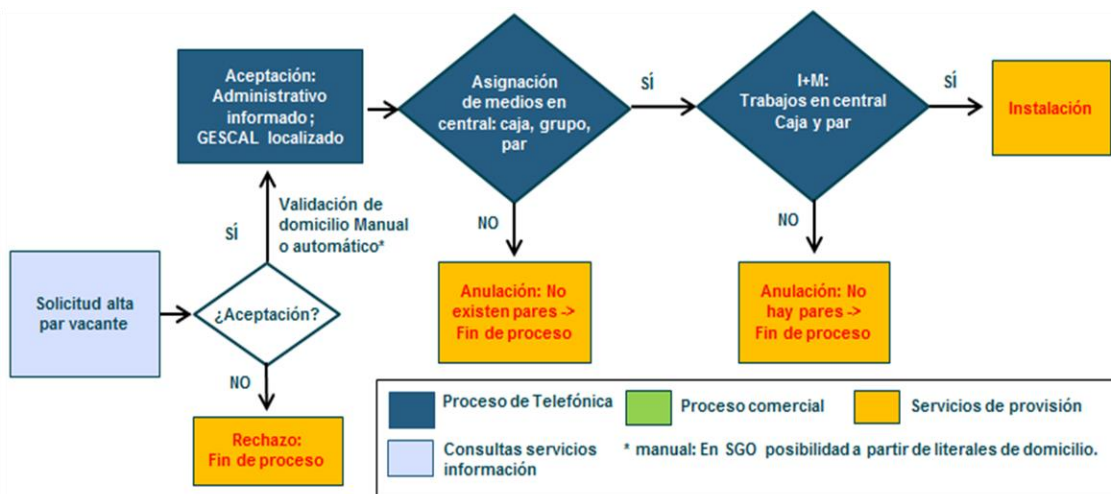 Aceptación:
Administrativo
informado;
GESCAL localizado
Asignación
de medios en
central: caja, grupo,
par
SÍ
I+M:
Trabajos en central
Caja y par
SÍ
Instalación
Validación de
domicilio Manual
o automático*
SÍ
NO
NO
Solicitud alta
par vacante
¿Aceptación?
Anulación: No
existen pares ->
Fin de proceso
Anulación: No
hay pares ->
Fin de proceso
NO
Rechazo:
Fin de proceso
Proceso de Telefónica
Proceso comercial
Servicios de provisión
Consultas servicios
información
* manual: En SGO posibilidad a partir de literales de domicilio.